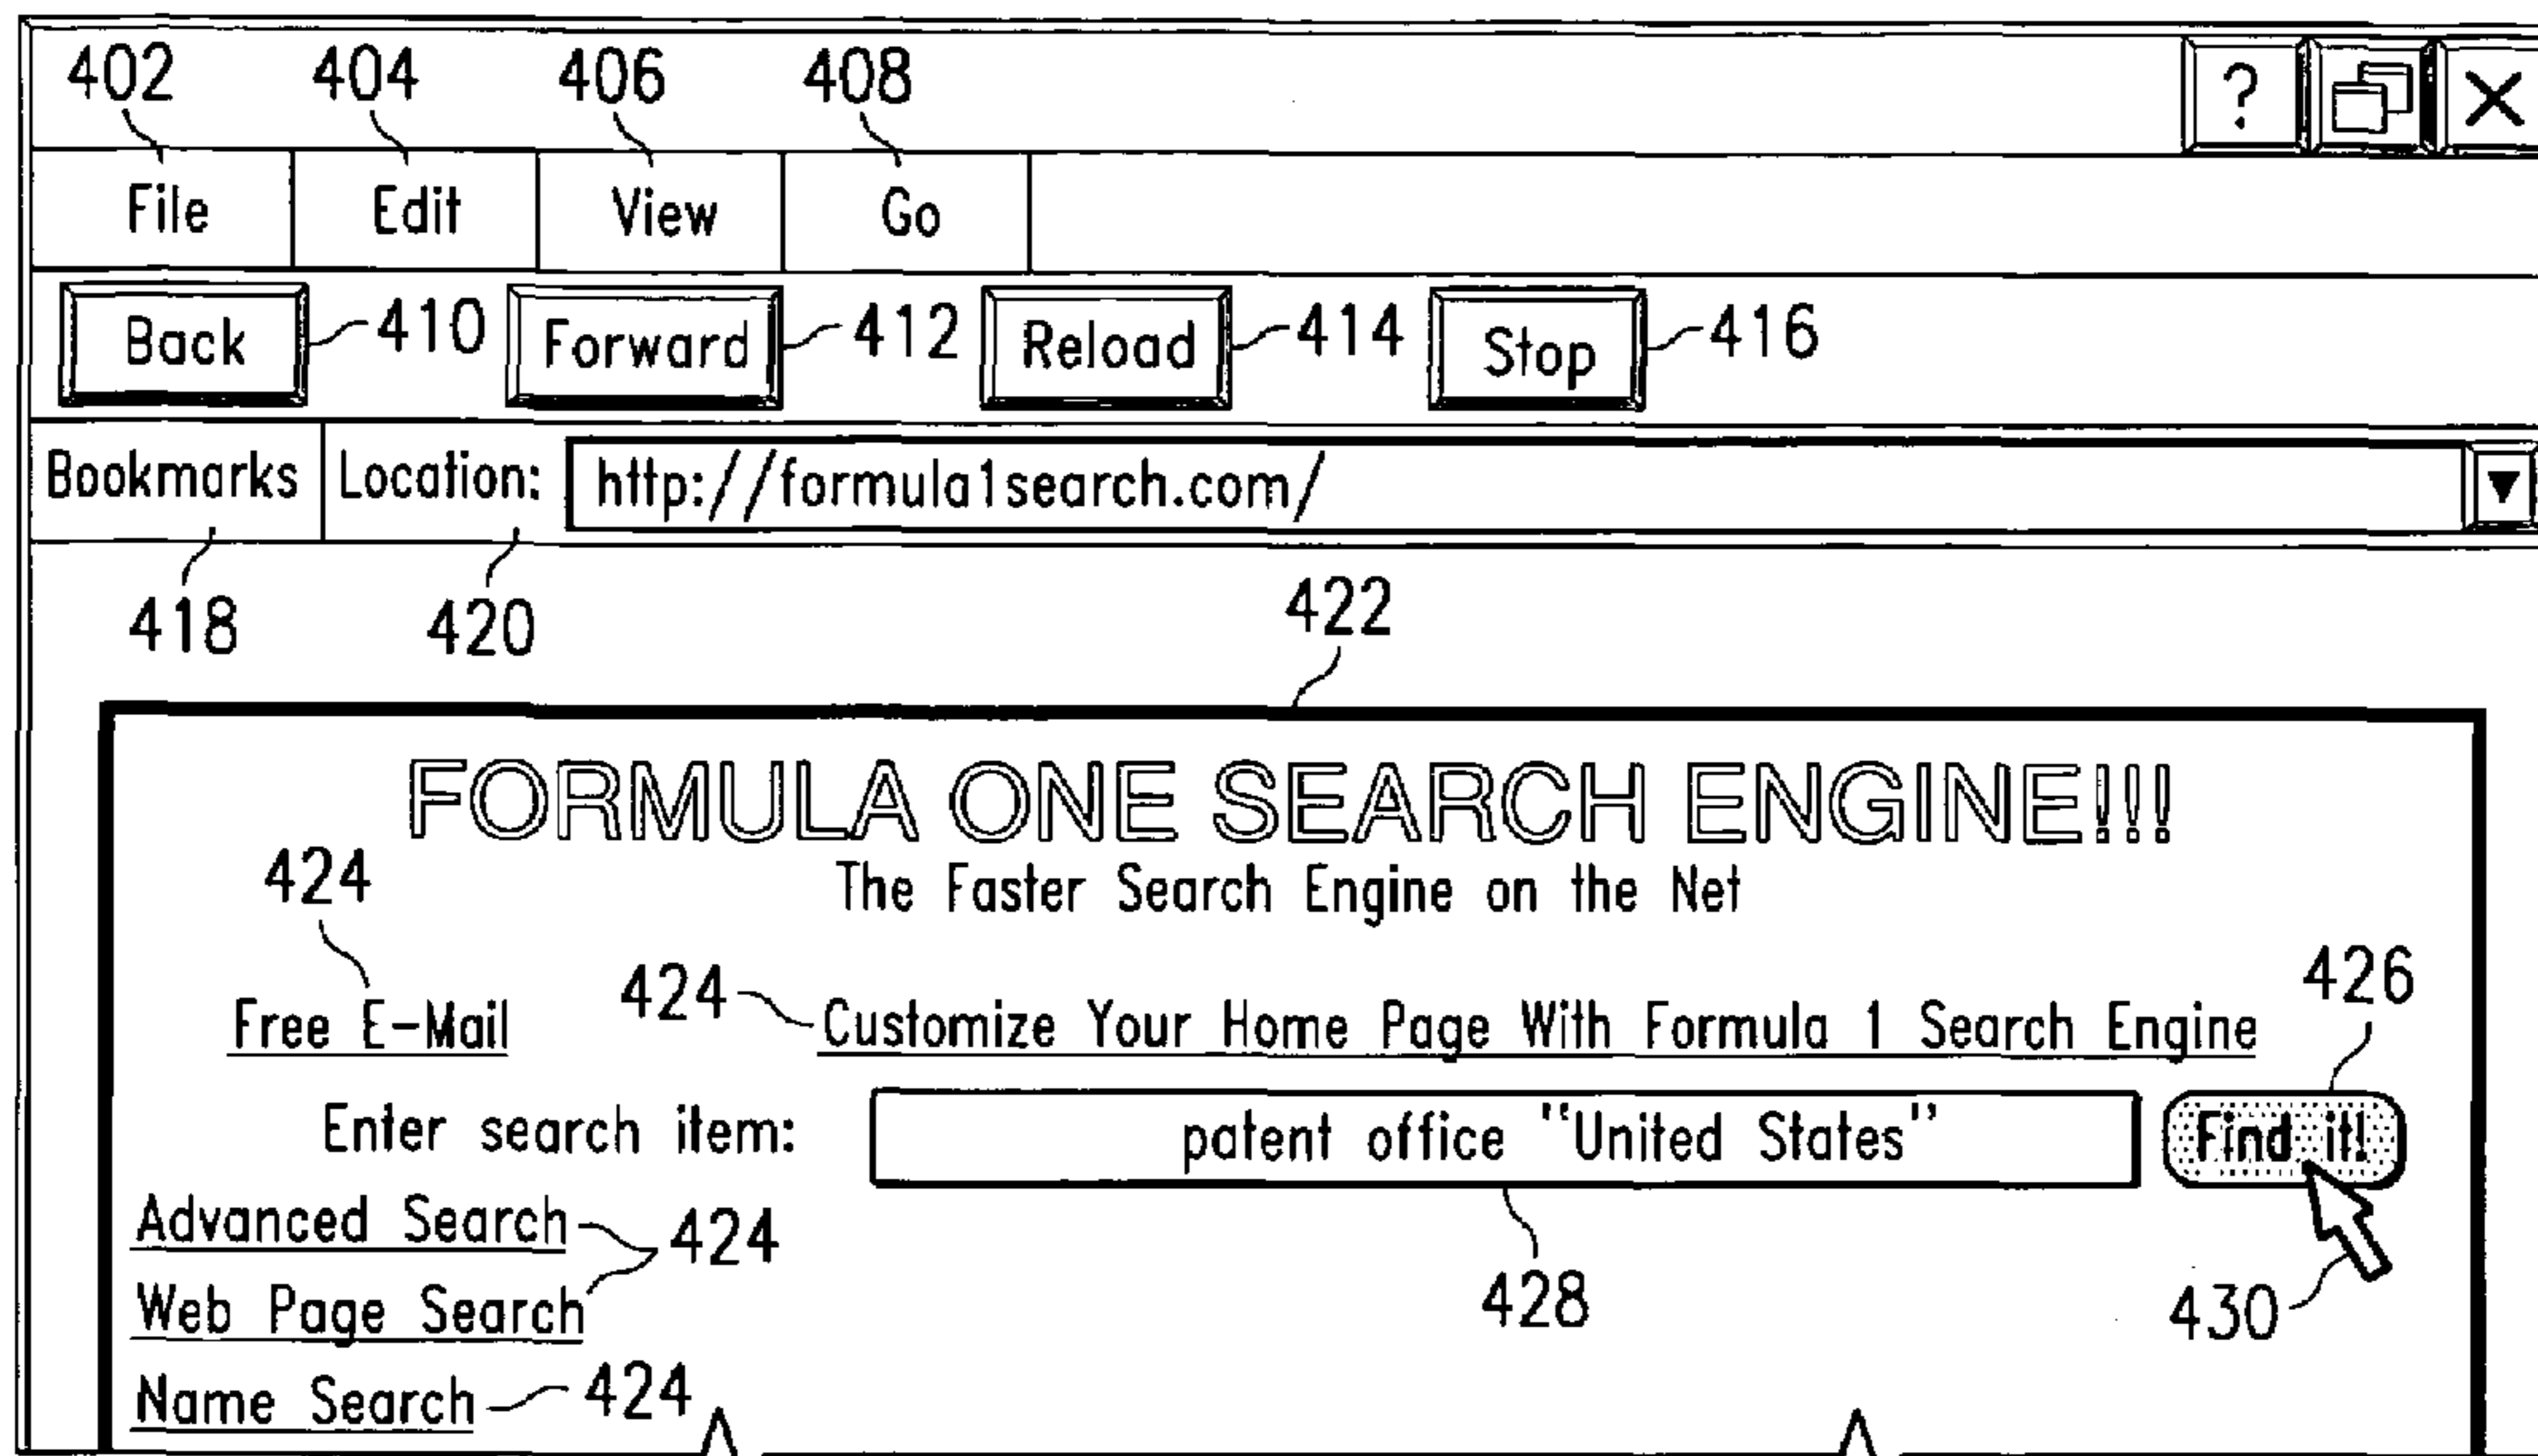 402 404 406 408 ?
File Edit View Go
Back 410 Forward 412 Reload 414 Stop 416
Bookmarks Location: http://formula1search.com/
418 420 422
FORMULA ONE SEARCH ENGINE!!!
424 The Faster Search Engine on the Net
Free E-Mail 424 Customize Your Home Page With Formula 1 Search Engine 426
Enter search item: patent office "United States" Find it!
Advanced Search 424
Web Page Search 428 430
Name Search 424